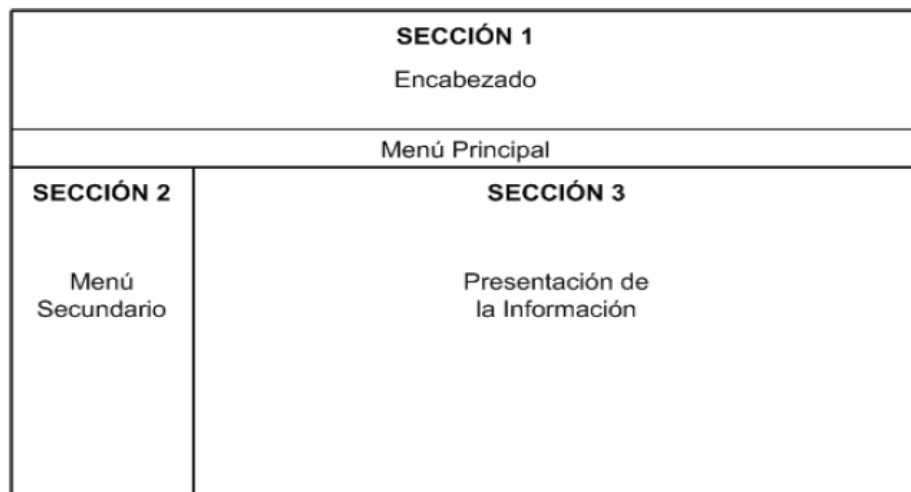 SECCIÓN 1
Encabezado
Menú Principal
SECCIÓN 2
Menú
Secundario
SECCIÓN 3
Presentación de
la Información